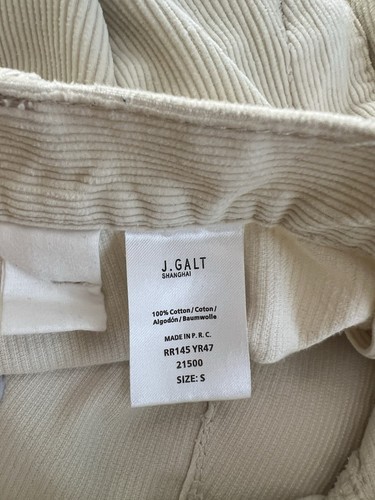 J.GALT
SHANGHAI
100% Cotton / Coton /
Algodón / Baumwolle
MADE IN P. R. C.
RR145 YR47
21500
SIZE: S